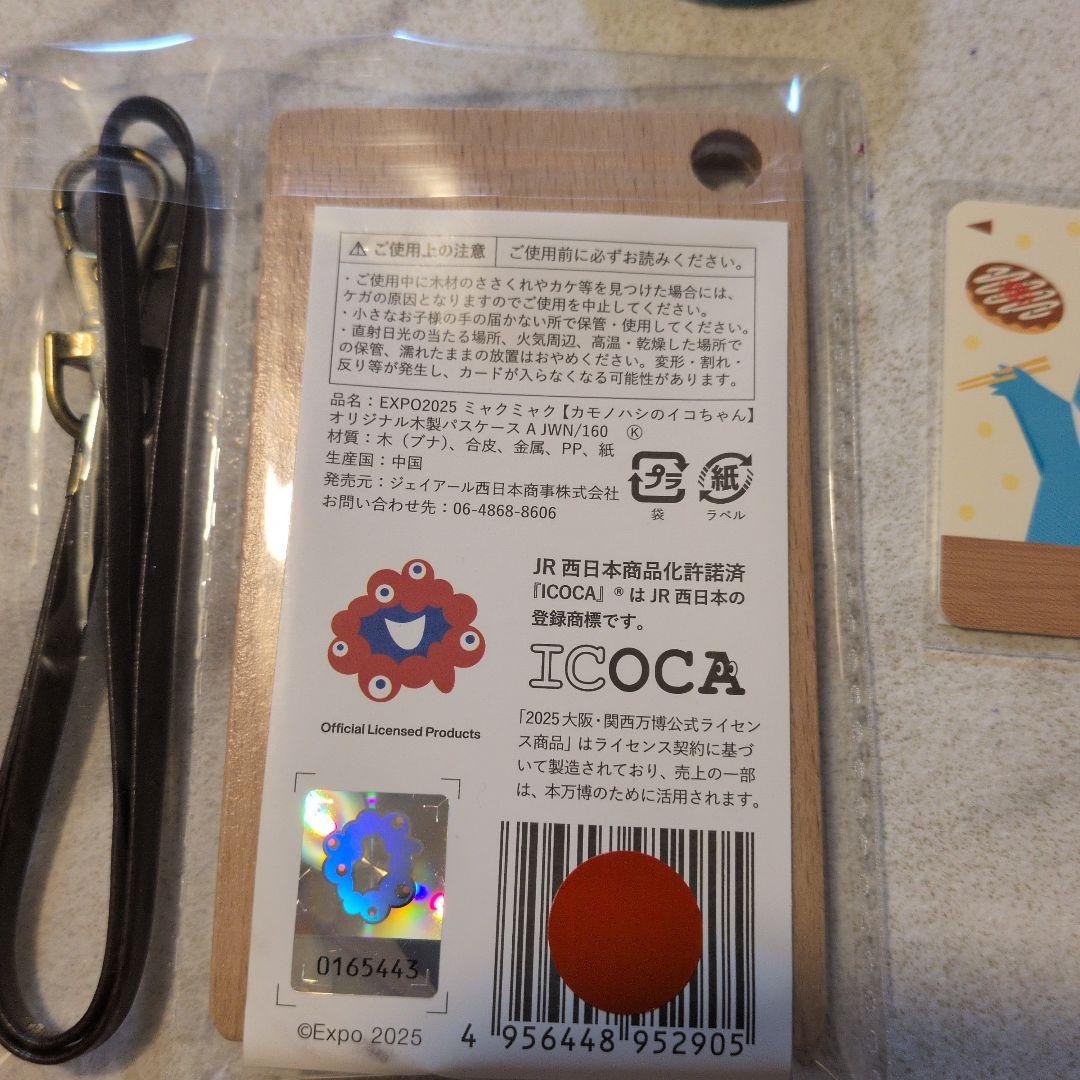 ⚠ご使用上の注意 ご使用前に必ずお読みください。
・ご使用中に木材のささくれやカケ等を見つけた場合には、
ケガの原因となりますのでご使用を中止してください。
・小さなお子様の手の届かない所で保管・使用してください。
・直射日光の当たる場所、火気周辺、高温・乾燥した場所で
の保管、濡れたままの放置はおやめください。変形・割れ・
反り等が発生し、カードが入らなくなる可能性があります。
品名：EXPO2025 ミャクミャク【カモノハシのイコちゃん】
オリジナル木製パスケース A JWN/160 Ⓚ
材質：木（ブナ）、合皮、金属、PP、紙
生産国：中国
発売元：ジェイアール西日本商事株式会社
お問い合わせ先：06-4868-8606
プラ
袋
紙
ラベル
JR 西日本商品化許諾済
『ICOCA』® は JR 西日本の
登録商標です。
ICOCA
Official Licensed Products
「2025 大阪・関西万博公式ライセン
ス商品」はライセンス契約に基づ
いて製造されており、売上の一部
は、本万博のために活用されます。
0165443
©Expo 2025
4 956448 952905